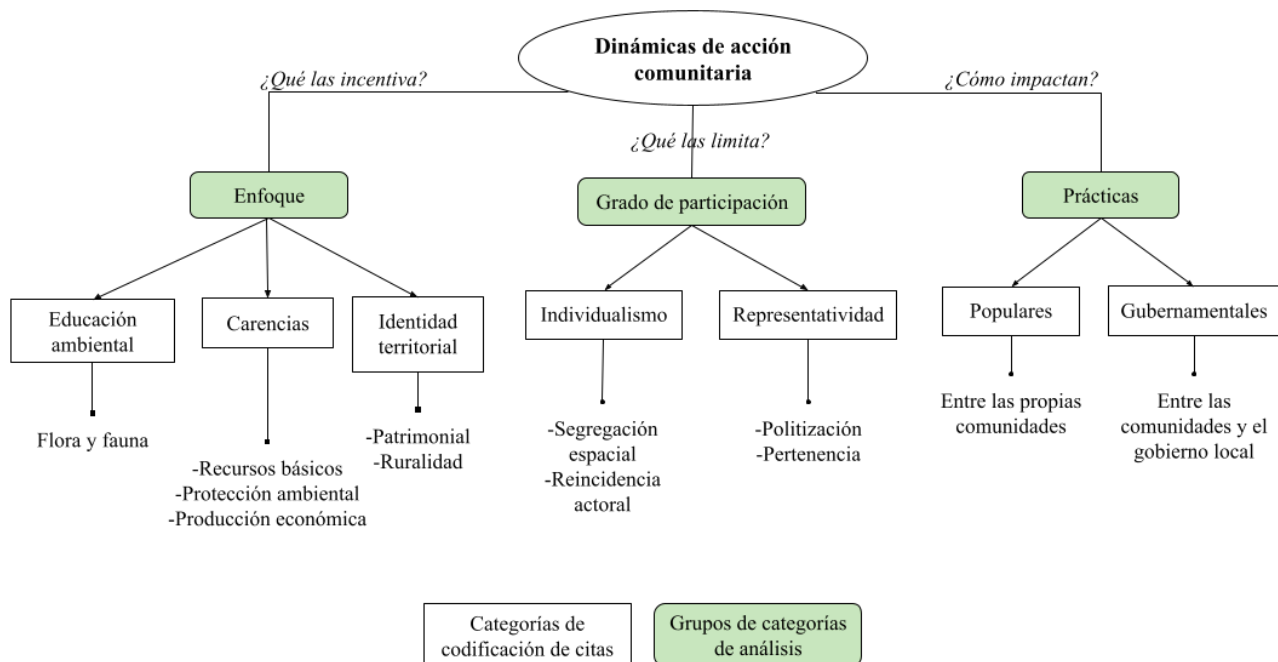 Dinámicas de acción
comunitaria
¿Qué las incentiva?
¿Cómo impactan?
¿Qué las limita?
Enfoque
Grado de participación
Prácticas
Educación
ambiental
Carencias
Identidad
territorial
Individualismo
Representatividad
Populares
Gubernamentales
Flora y fauna
-Recursos básicos
-Protección ambiental
-Producción económica
-Patrimonial
-Ruralidad
-Segregación
espacial
-Reincidencia
actoral
-Politización
-Pertenencia
Entre las propias
comunidades
Entre las
comunidades y el
gobierno local
Categorías de
codificación de citas
Grupos de categorías
de análisis